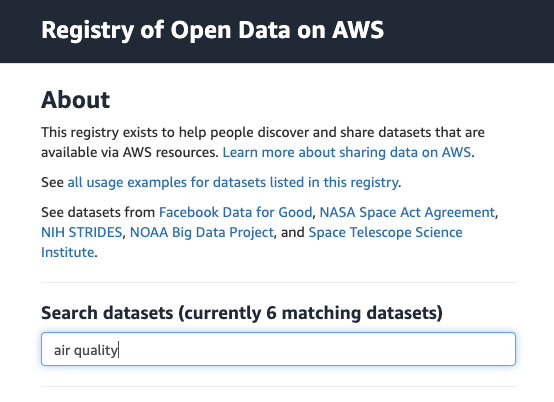 Registry of Open Data on AWS
About
This registry exists to help people discover and share datasets that are
available via AWS resources. Learn more about sharing data on AWS.
See all usage examples for datasets listed in this registry.
See datasets from Facebook Data for Good, NASA Space Act Agreement,
NIH STRIDES, NOAA Big Data Project, and Space Telescope Science
Institute.
Search datasets (currently 6 matching datasets)
air quality